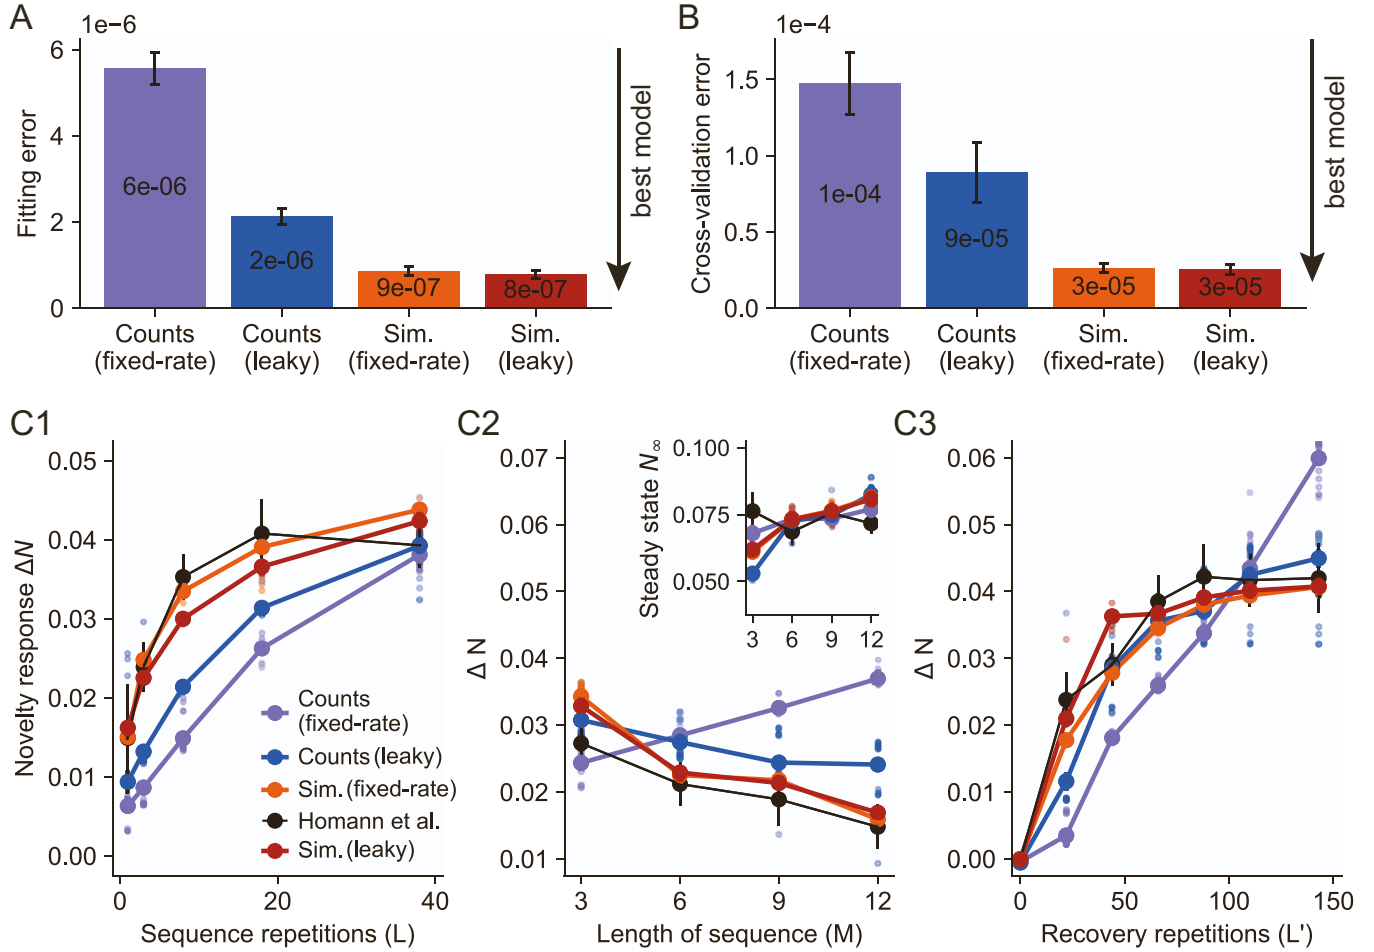 A
1e−6
Fitting error
6
4
2
0
6e-06
2e-06
9e-07
8e-07
best model
Counts
(fixed-rate)
Counts
(leaky)
Sim.
(fixed-rate)
Sim.
(leaky)
B
1e−4
Cross-validation error
1.5
1.0
0.5
0.0
1e-04
9e-05
3e-05
3e-05
best model
Counts
(fixed-rate)
Counts
(leaky)
Sim.
(fixed-rate)
Sim.
(leaky)
C1
Novelty response ΔN
0.05
0.04
0.03
0.02
0.01
0.00
Counts
(fixed-rate)
Counts (leaky)
Sim. (fixed-rate)
Homann et al.
Sim. (leaky)
0
20
40
Sequence repetitions (L)
C2
Δ N
0.07
0.06
0.05
0.04
0.03
0.02
0.01
Steady state N∞
0.100
0.075
0.050
3
6
9
12
3
6
9
12
Length of sequence (M)
C3
Δ N
0.06
0.05
0.04
0.03
0.02
0.01
0.00
0
50
100
150
Recovery repetitions (L')